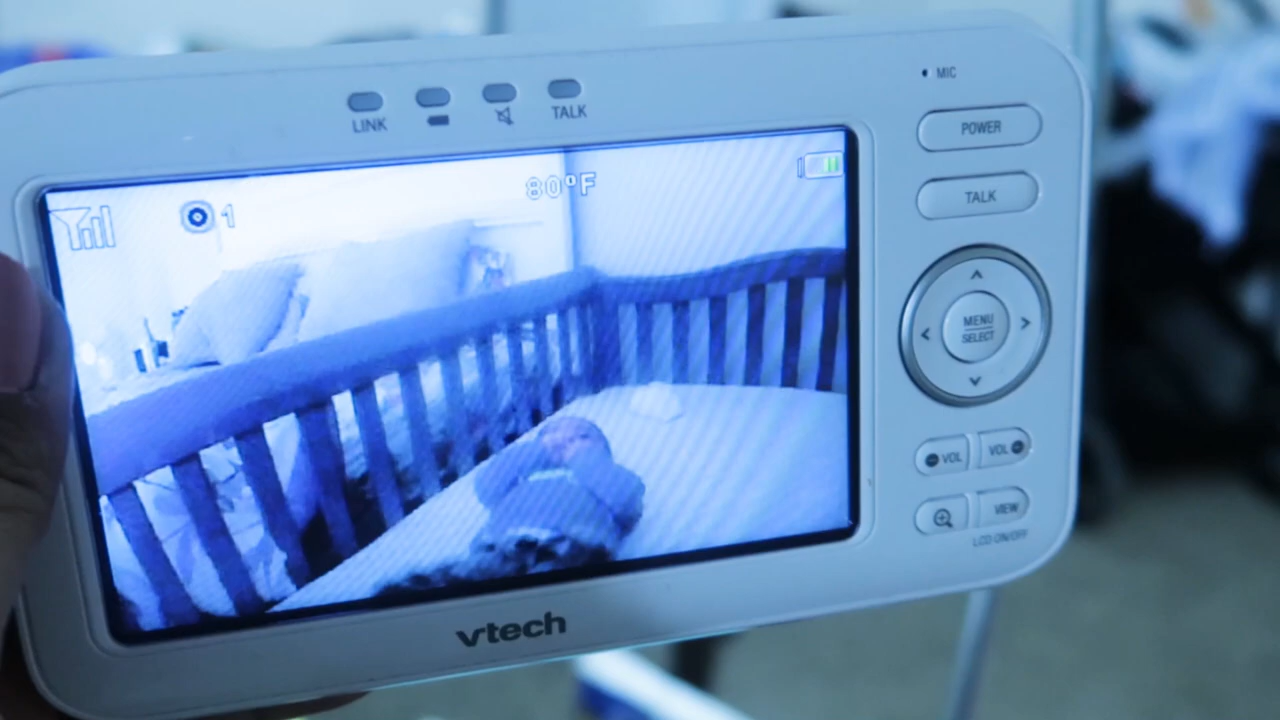 MIC
LINK
TALK
POWER
TALK
80°F
1
MENU
SELECT
VOL
VOL
VIEW
LCD ON/OFF
vtech